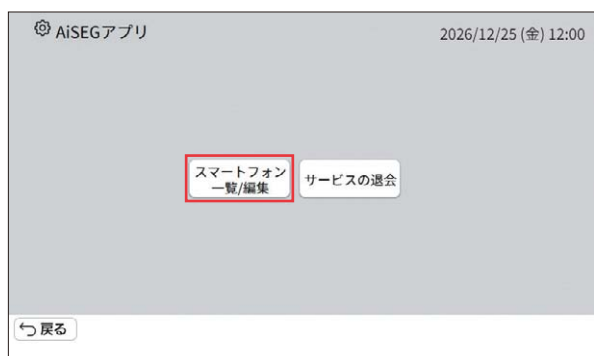 AiSEGアプリ
2026/12/25 (金) 12:00
スマートフォン
一覧/編集
サービスの退会
戻る